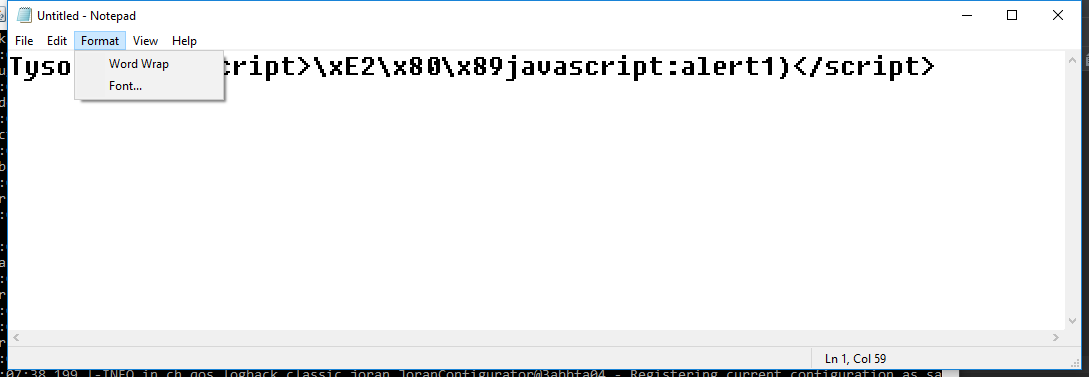 Untitled - Notepad
File Edit Format View Help
Tyso cript>\xE2\x80\x89javascript:alert1)</script>
Word Wrap
Font...
Ln 1, Col 59
:07:38,199 |-INFO in ch.qos.logback.classic.joran.JoranConfigurator@3abbfa04 - Registering current configuration as sa